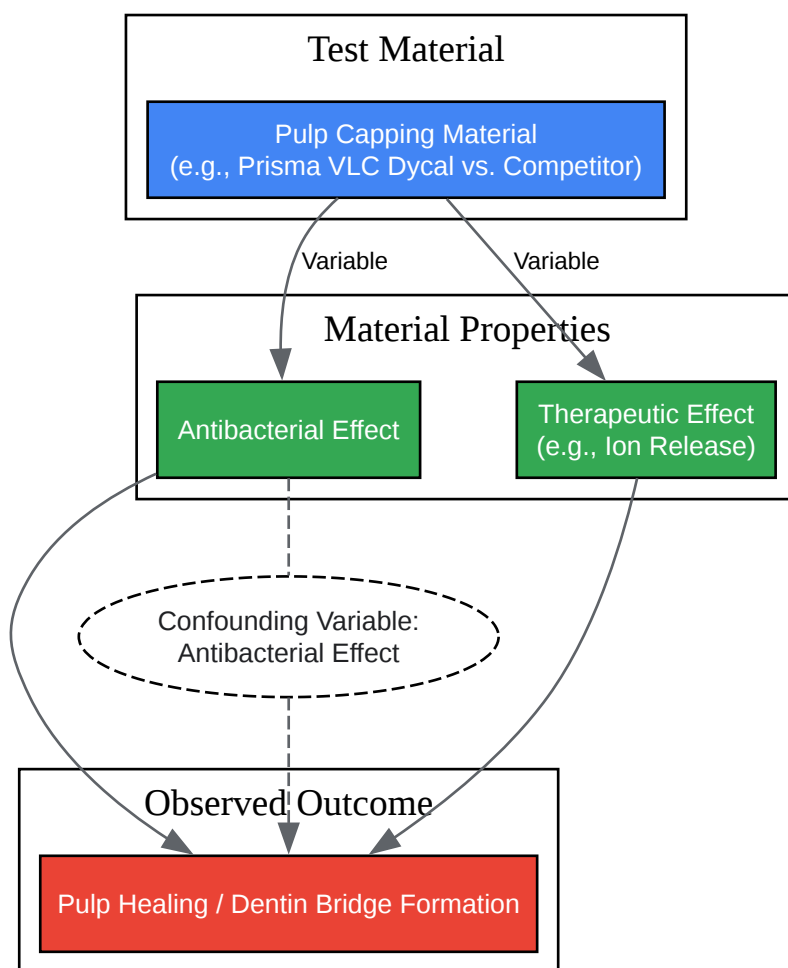 Test Material
Pulp Capping Material
(e.g., Prisma VLC Dycal vs. Competitor)
Variable
Variable
Material Properties
Antibacterial Effect
Therapeutic Effect
(e.g., Ion Release)
Confounding Variable:
Antibacterial Effect
Observed Outcome
Pulp Healing / Dentin Bridge Formation